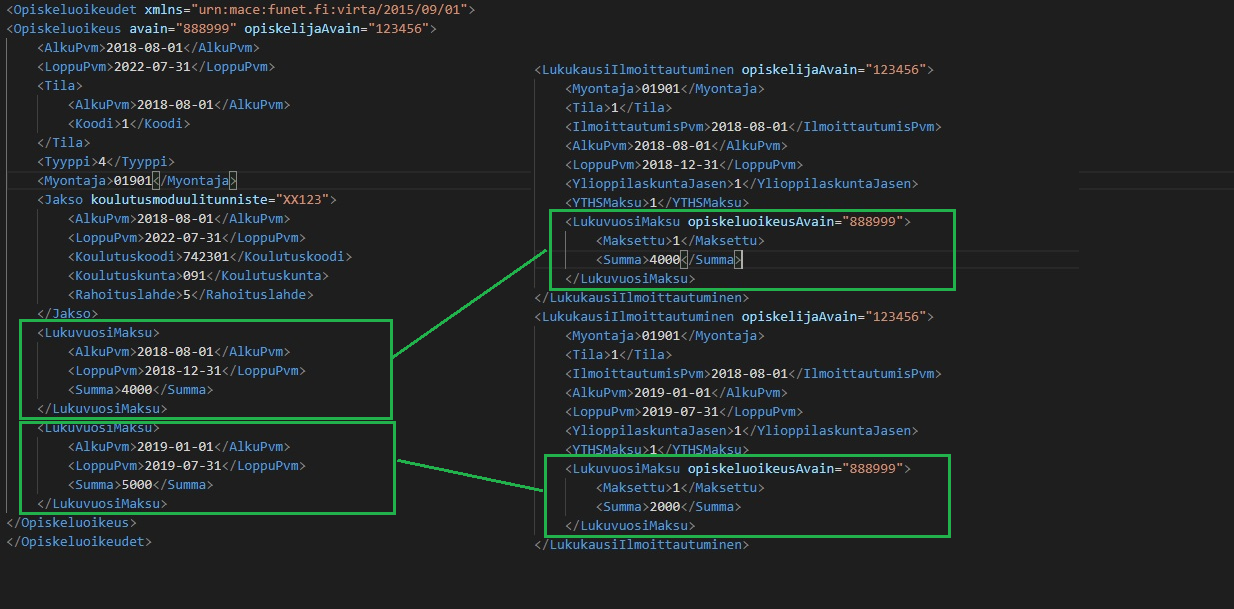 <Opiskeluoikeudet xmlns="urn:mace:funet.fi:virta/2015/09/01">
<Opiskeluoikeus avain="888999" opiskelijaAvain="123456">
<AlkuPvm>2018-08-01</AlkuPvm>
<LoppuPvm>2022-07-31</LoppuPvm>
<Tila>
<AlkuPvm>2018-08-01</AlkuPvm>
<Koodi>1</Koodi>
</Tila>
<Tyyppi>4</Tyyppi>
<Myontaja>01901</Myontaja>
<Jakso koulutusmoduulitunniste="XX123">
<AlkuPvm>2018-08-01</AlkuPvm>
<LoppuPvm>2022-07-31</LoppuPvm>
<Koulutuskoodi>742301</Koulutuskoodi>
<Koulutuskunta>091</Koulutuskunta>
<Rahoituslahde>5</Rahoituslahde>
</Jakso>
<LukuvuosiMaksu>
<AlkuPvm>2018-08-01</AlkuPvm>
<LoppuPvm>2018-12-31</LoppuPvm>
<Summa>4000</Summa>
</LukuvuosiMaksu>
<LukuvuosiMaksu>
<AlkuPvm>2019-01-01</AlkuPvm>
<LoppuPvm>2019-07-31</LoppuPvm>
<Summa>5000</Summa>
</LukuvuosiMaksu>
</Opiskeluoikeus>
</Opiskeluoikeudet>
<LukukausiIlmoittautuminen opiskelijaAvain="123456">
<Myontaja>01901</Myontaja>
<Tila>1</Tila>
<IlmoittautumisPvm>2018-08-01</IlmoittautumisPvm>
<AlkuPvm>2018-08-01</AlkuPvm>
<LoppuPvm>2018-12-31</LoppuPvm>
<YlioppilaskuntaJasen>1</YlioppilaskuntaJasen>
<YTHSMaksu>1</YTHSMaksu>
<LukuvuosiMaksu opiskeluoikeusAvain="888999">
<Maksettu>1</Maksettu>
<Summa>4000</Summa>
</LukuvuosiMaksu>
</LukukausiIlmoittautuminen>
<LukukausiIlmoittautuminen opiskelijaAvain="123456">
<Myontaja>01901</Myontaja>
<Tila>1</Tila>
<IlmoittautumisPvm>2018-08-01</IlmoittautumisPvm>
<AlkuPvm>2019-01-01</AlkuPvm>
<LoppuPvm>2019-07-31</LoppuPvm>
<YlioppilaskuntaJasen>1</YlioppilaskuntaJasen>
<YTHSMaksu>1</YTHSMaksu>
<LukuvuosiMaksu opiskeluoikeusAvain="888999">
<Maksettu>1</Maksettu>
<Summa>2000</Summa>
</LukuvuosiMaksu>
</LukukausiIlmoittautuminen>